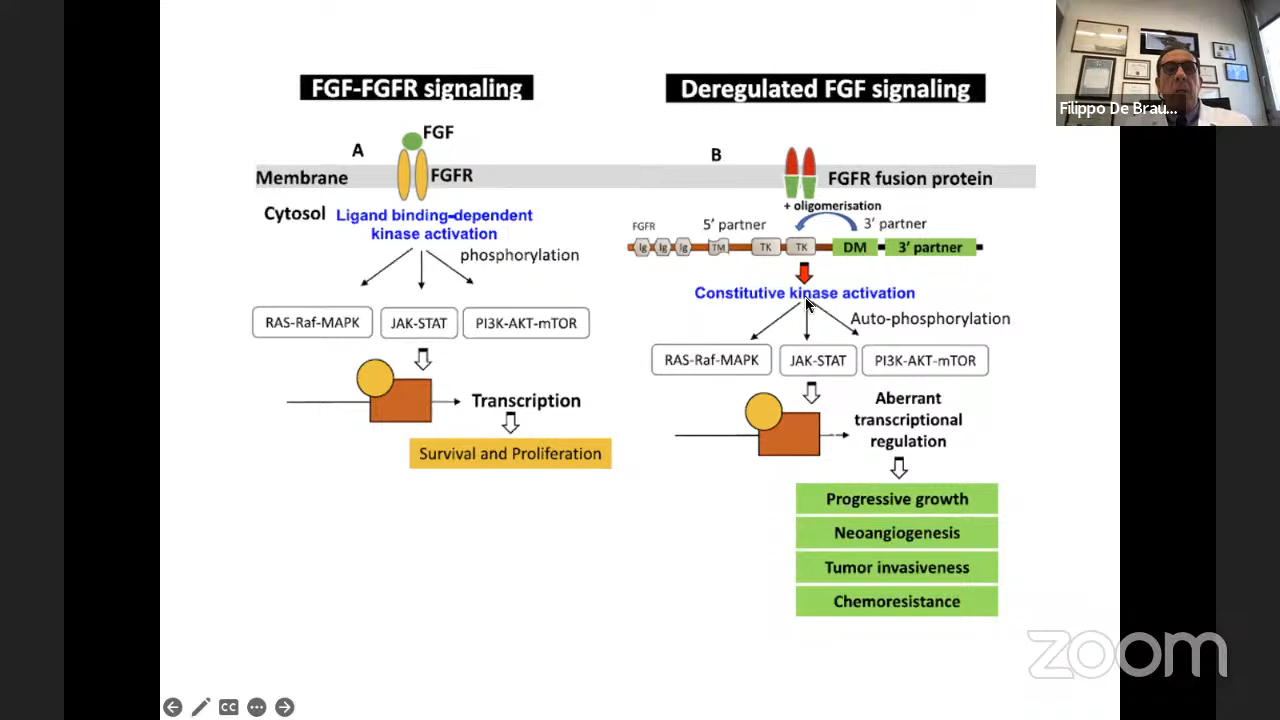 FGF-FGFR signaling
Deregulated FGF signaling
Filippo De Brau...
A
FGF
Membrane
FGFR
Cytosol
Ligand binding-dependent
kinase activation
phosphorylation
RAS-Raf-MAPK
JAK-STAT
PI3K-AKT-mTOR
Transcription
Survival and Proliferation
B
FGFR fusion protein
+ oligomerisation
FGFR
5' partner
3' partner
Ig
Ig
Ig
TM
TK
TK
DM
3' partner
Constitutive kinase activation
Auto-phosphorylation
RAS-Raf-MAPK
JAK-STAT
PI3K-AKT-mTOR
Aberrant
transcriptional
regulation
Progressive growth
Neoangiogenesis
Tumor invasiveness
Chemoresistance
zoom
CC